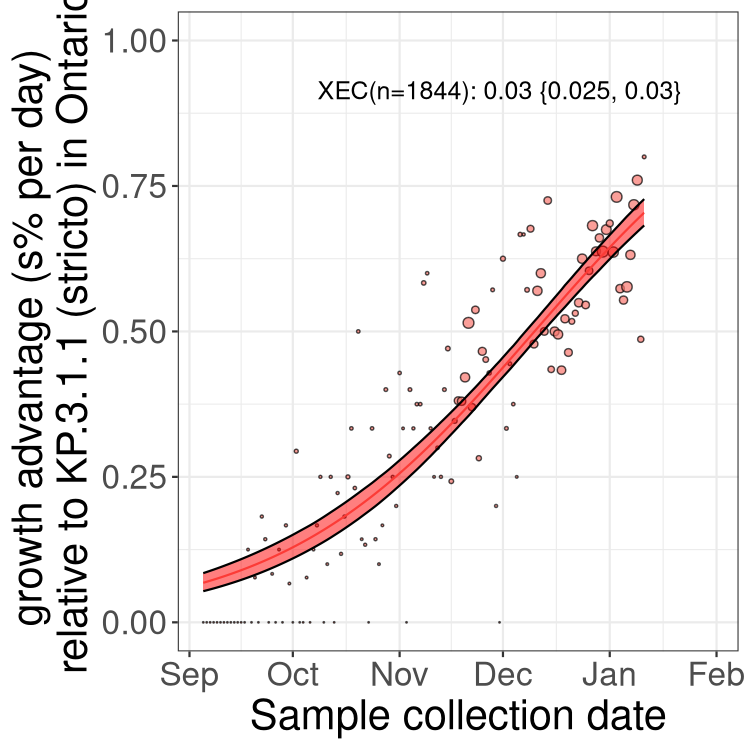 growth advantage (s% per day)
relative to KP.3.1.1 (stricto) in Ontario
1.00
0.75
0.50
0.25
0.00
XEC(n=1844): 0.03 {0.025, 0.03}
Sep Oct Nov Dec Jan Feb
Sample collection date